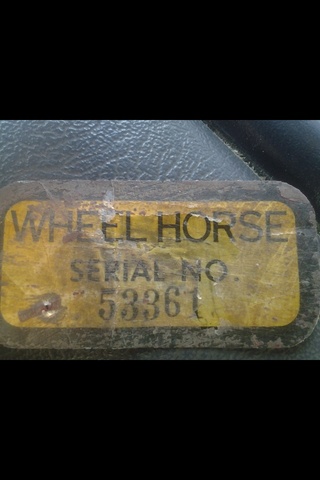 WHEEL HORSE
SERIAL NO.
53361